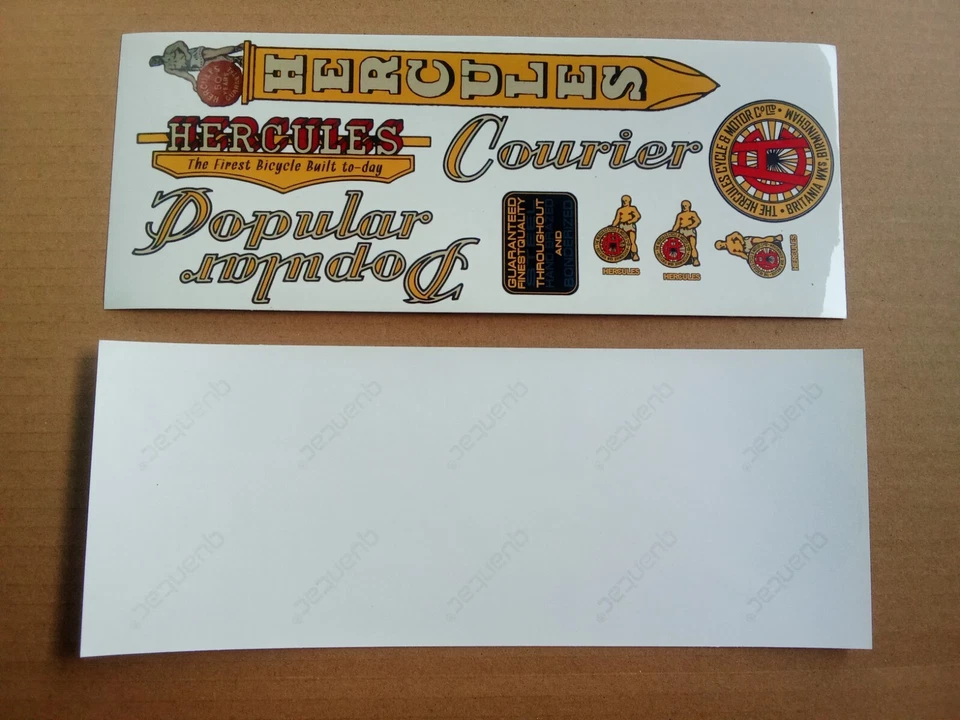 HERCULES
HERCULES
The Finest Bicycle Built to-day
Courier
THE HERCULES CYCLE & MOTOR Co Ltd • BRITANIA WKS BIRMINGHAM
H
Popular
Popular
GUARANTEED
FINESTQUALITY
THROUGHOUT
AND
HERCULES
HERCULES
HERCULES